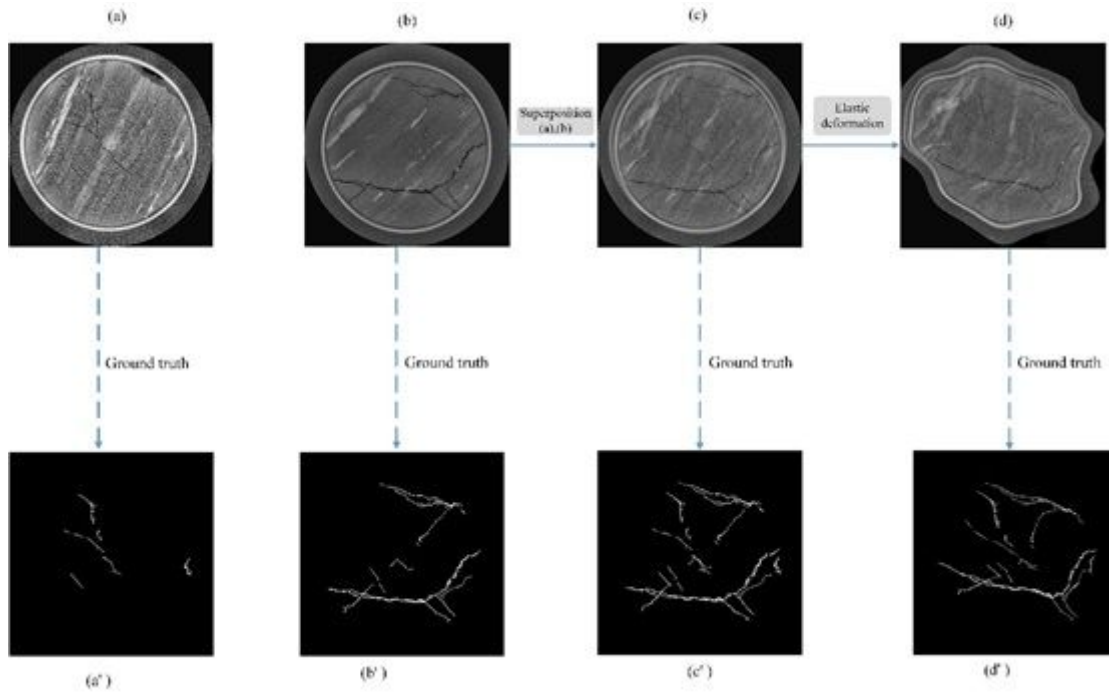 (a)
(b)
(c)
(d)
Superposition
(a),(b)
Elastic
deformation
Ground truth
Ground truth
Ground truth
Ground truth
(a')
(b')
(c')
(d')